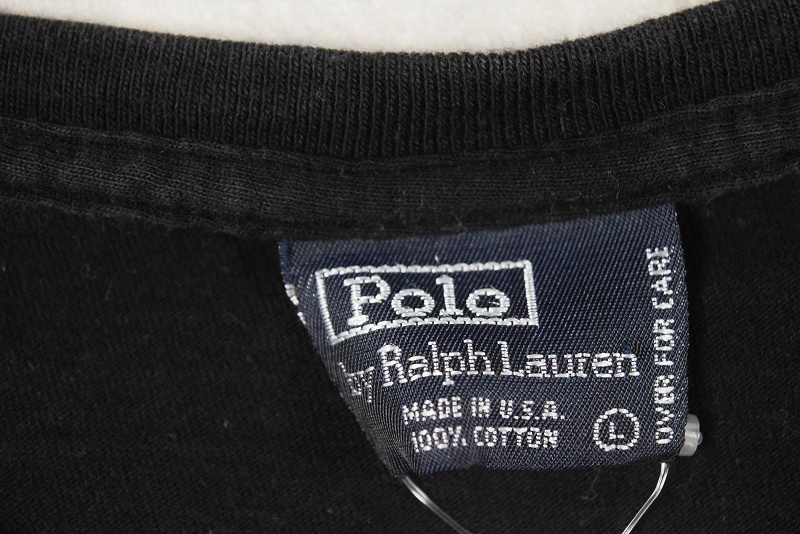 Polo
by Ralph Lauren
MADE IN U.S.A.
100% COTTON
L
OVER FOR CARE